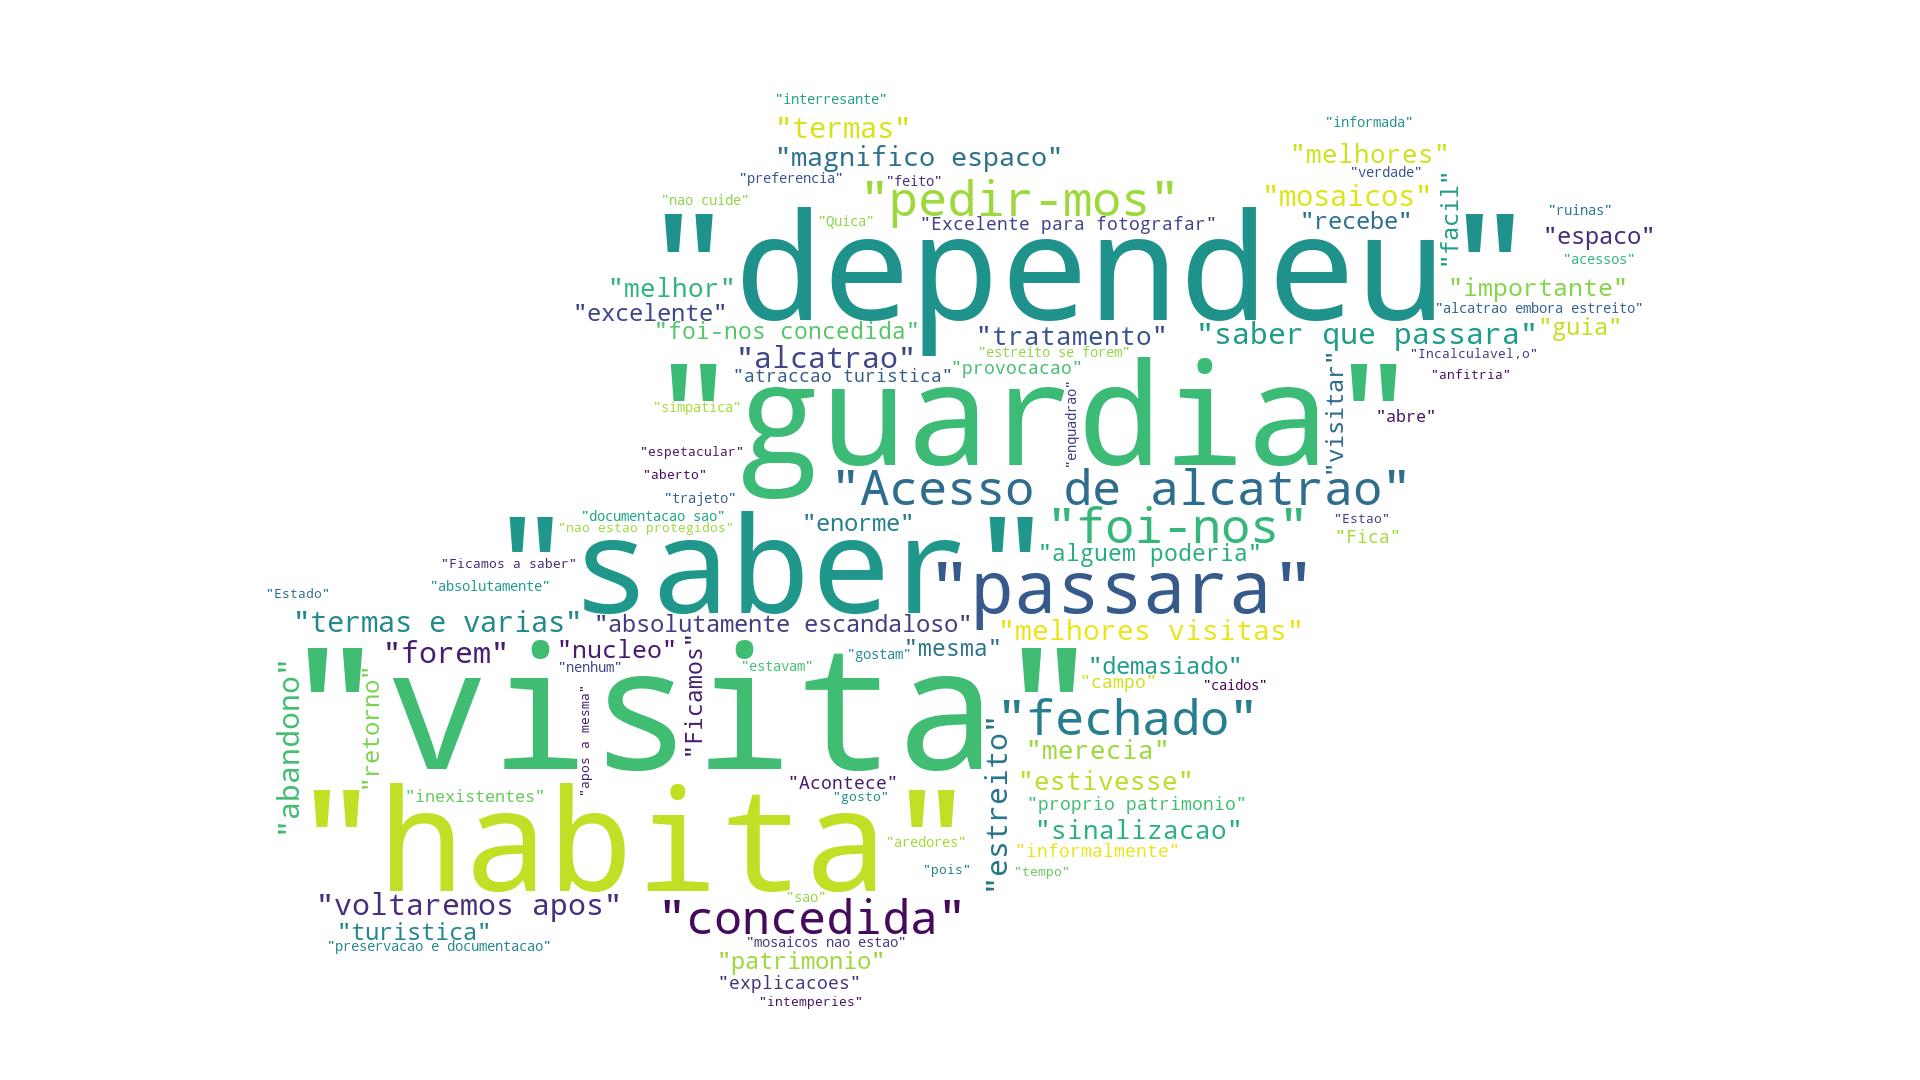 "interresante"
"termas"
"informada"
"magnifico espaco"
"melhores"
"preferencia"
"feito"
"verdade"
"nao cuide"
"pedir-mos"
"mosaicos"
"facil"
"Quica"
"Excelente para fotografar"
"recebe"
"ruinas"
"dependeu"
"espaco"
"acessos"
"melhor"
"importante"
"excelente"
"alcatrao embora estreito"
"foi-nos concedida"
"tratamento"
"saber que passara"
"guia"
"alcatrao"
"estreito se forem"
"Incalculavel,o"
"atraccao turistica"
"provocacao"
"anfitria"
"simpatica"
"guardia"
"enquadrao"
"visitar"
"abre"
"espetacular"
"aberto"
"Acesso de alcatrao"
"trajeto"
"documentacao sao"
"nao estao protegidos"
"enorme"
"foi-nos"
"Estao"
"Fica"
"alguem poderia"
"Ficamos a saber"
"saber"
"absolutamente"
"passara"
"Estado"
"termas e varias"
"absolutamente escandaloso"
"melhores visitas"
"forem"
"nucleo"
"mesma"
"nenhum"
"Ficamos"
"estavam"
"gostam"
"demasiado"
"campo"
"caidos"
"abandono"
"retorno"
"visita"
"apos a mesma"
"fechado"
"estreito"
"merecia"
"Acontece"
"estivesse"
"inexistentes"
"gosto"
"proprio patrimonio"
"habita"
"aredores"
"sinalizacao"
"informalmente"
"pois"
"tempo"
"voltaremos apos"
"sao"
"concedida"
"turistica"
"preservacao e documentacao"
"mosaicos nao estao"
"patrimonio"
"explicacoes"
"intemperies"